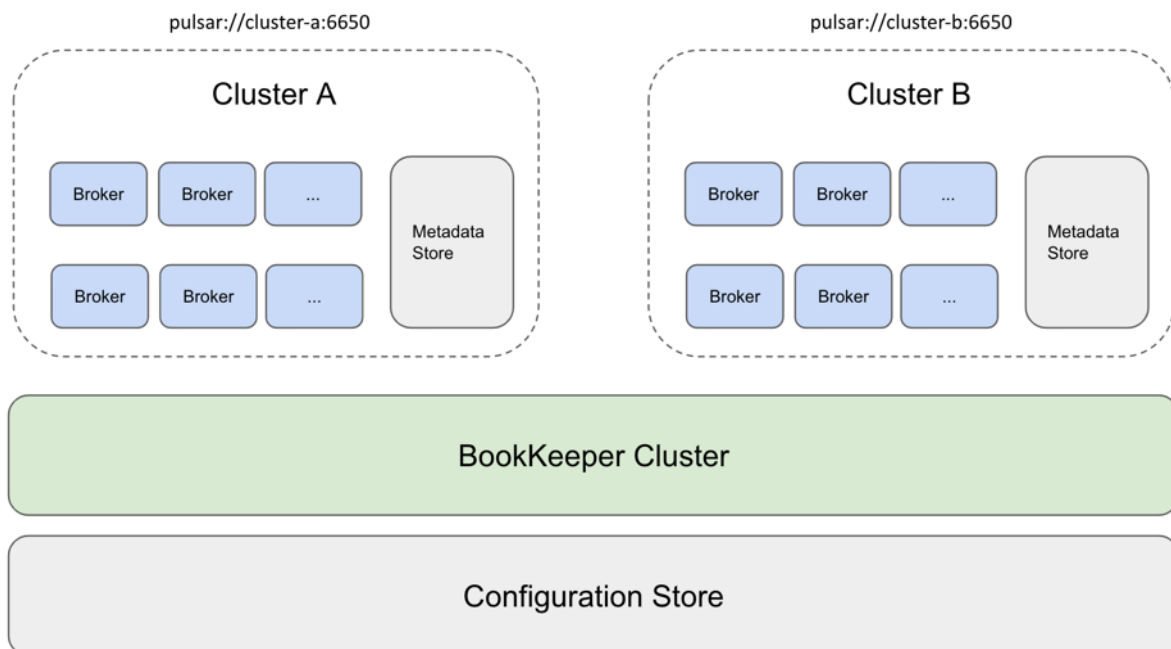 pulsar://cluster-a:6650
pulsar://cluster-b:6650
Cluster A
Cluster B
Broker
Broker
...
Metadata
Store
Broker
Broker
...
Broker
Broker
...
Metadata
Store
Broker
Broker
...
BookKeeper Cluster
Configuration Store